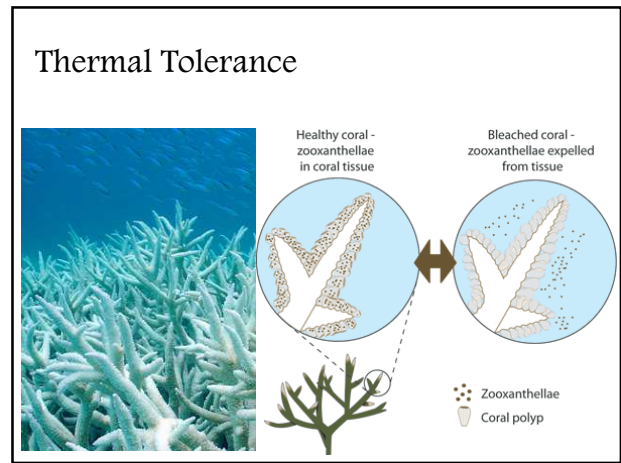 Thermal Tolerance
Healthy coral -
zooxanthellae
in coral tissue
Bleached coral -
zooxanthellae expelled
from tissue
Zooxanthellae
Coral polyp